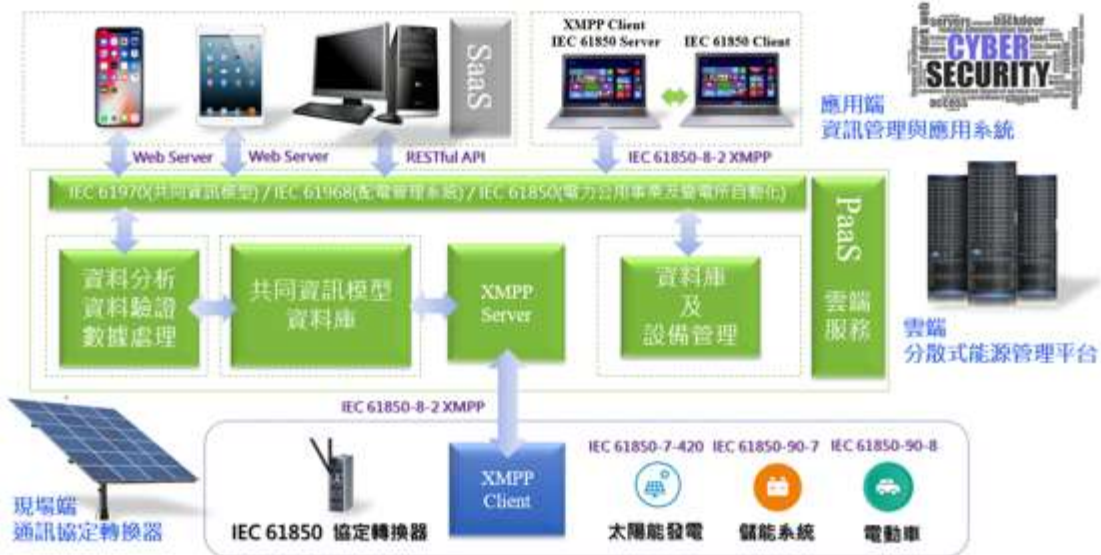 XMPP Client
IEC 61850 Server
IEC 61850 Client
SaaS
servers
backdoor
CYBER
SECURITY
access
應用端
資訊管理與應用系統
Web Server
Web Server
RESTful API
IEC 61850-8-2 XMPP
IEC 61970(共同資訊模型) / IEC 61968(配電管理系統) / IEC 61850(電力公用事業及變電所自動化)
PaaS
雲端
服務
資料分析
資料驗證
數據處理
共同資訊模型
資料庫
XMPP
Server
資料庫
及
設備管理
雲端
分散式能源管理平台
IEC 61850-8-2 XMPP
現場端
通訊協定轉換器
IEC 61850 協定轉換器
XMPP
Client
IEC 61850-7-420
IEC 61850-90-7
IEC 61850-90-8
太陽能發電
儲能系統
電動車